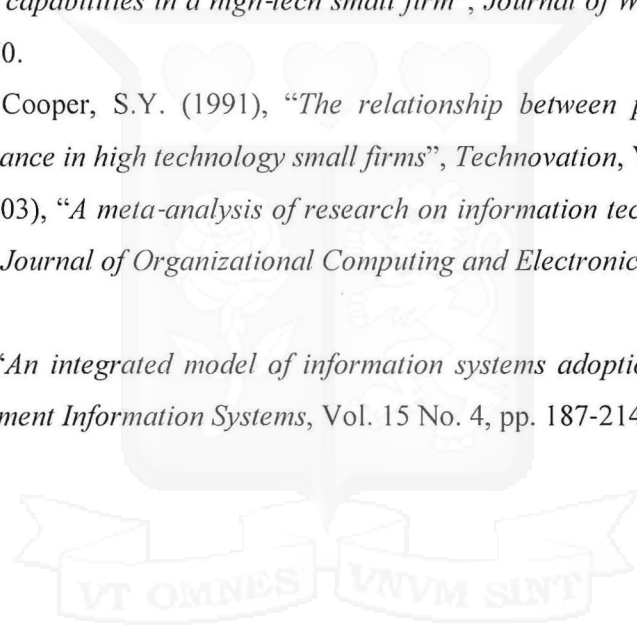 capabilities in a high-tech small firm", Journal of W
0.
Cooper, S.Y. (1991), "The relationship between p
ance in high technology small firms", Technovation, V
03), "A meta-analysis of research on information tec
Journal of Organizational Computing and Electronic
An integrated model of information systems adoptio
ment Information Systems, Vol. 15 No. 4, pp. 187-214
VT OMNES VNVM SINT